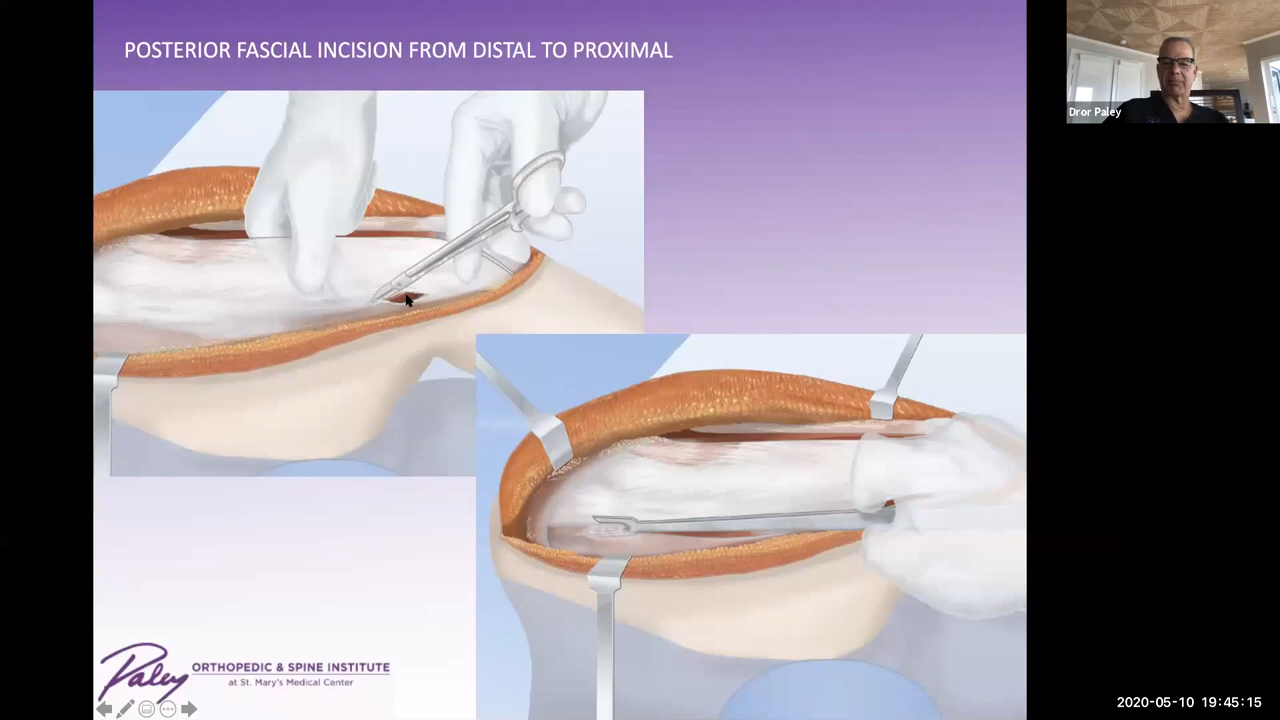 POSTERIOR FASCIAL INCISION FROM DISTAL TO PROXIMAL
Dror Paley
Paley ORTHOPEDIC & SPINE INSTITUTE
at St. Mary's Medical Center
2020-05-10 19:45:15